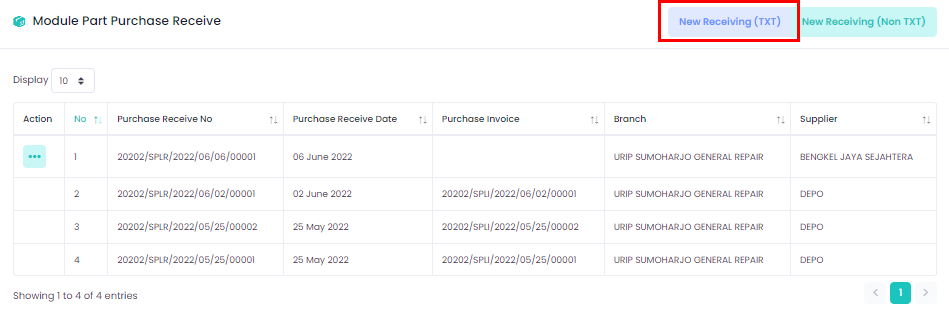 Module Part Purchase Receive New Receiving (TXT) New Receiving (Non TXT)
Display 10
Action No Purchase Receive No Purchase Receive Date Purchase Invoice Branch Supplier
1 20202/SPLR/2022/06/06/00001 06 June 2022 URIP SUMOHARJO GENERAL REPAIR BENGKEL JAYA SEJAHTERA
2 20202/SPLR/2022/06/02/00001 02 June 2022 20202/SPLI/2022/06/02/00001 URIP SUMOHARJO GENERAL REPAIR DEPO
3 20202/SPLR/2022/05/25/00002 25 May 2022 20202/SPLI/2022/05/25/00002 URIP SUMOHARJO GENERAL REPAIR DEPO
4 20202/SPLR/2022/05/25/00001 25 May 2022 20202/SPLI/2022/05/25/00001 URIP SUMOHARJO GENERAL REPAIR DEPO
Showing 1 to 4 of 4 entries 1